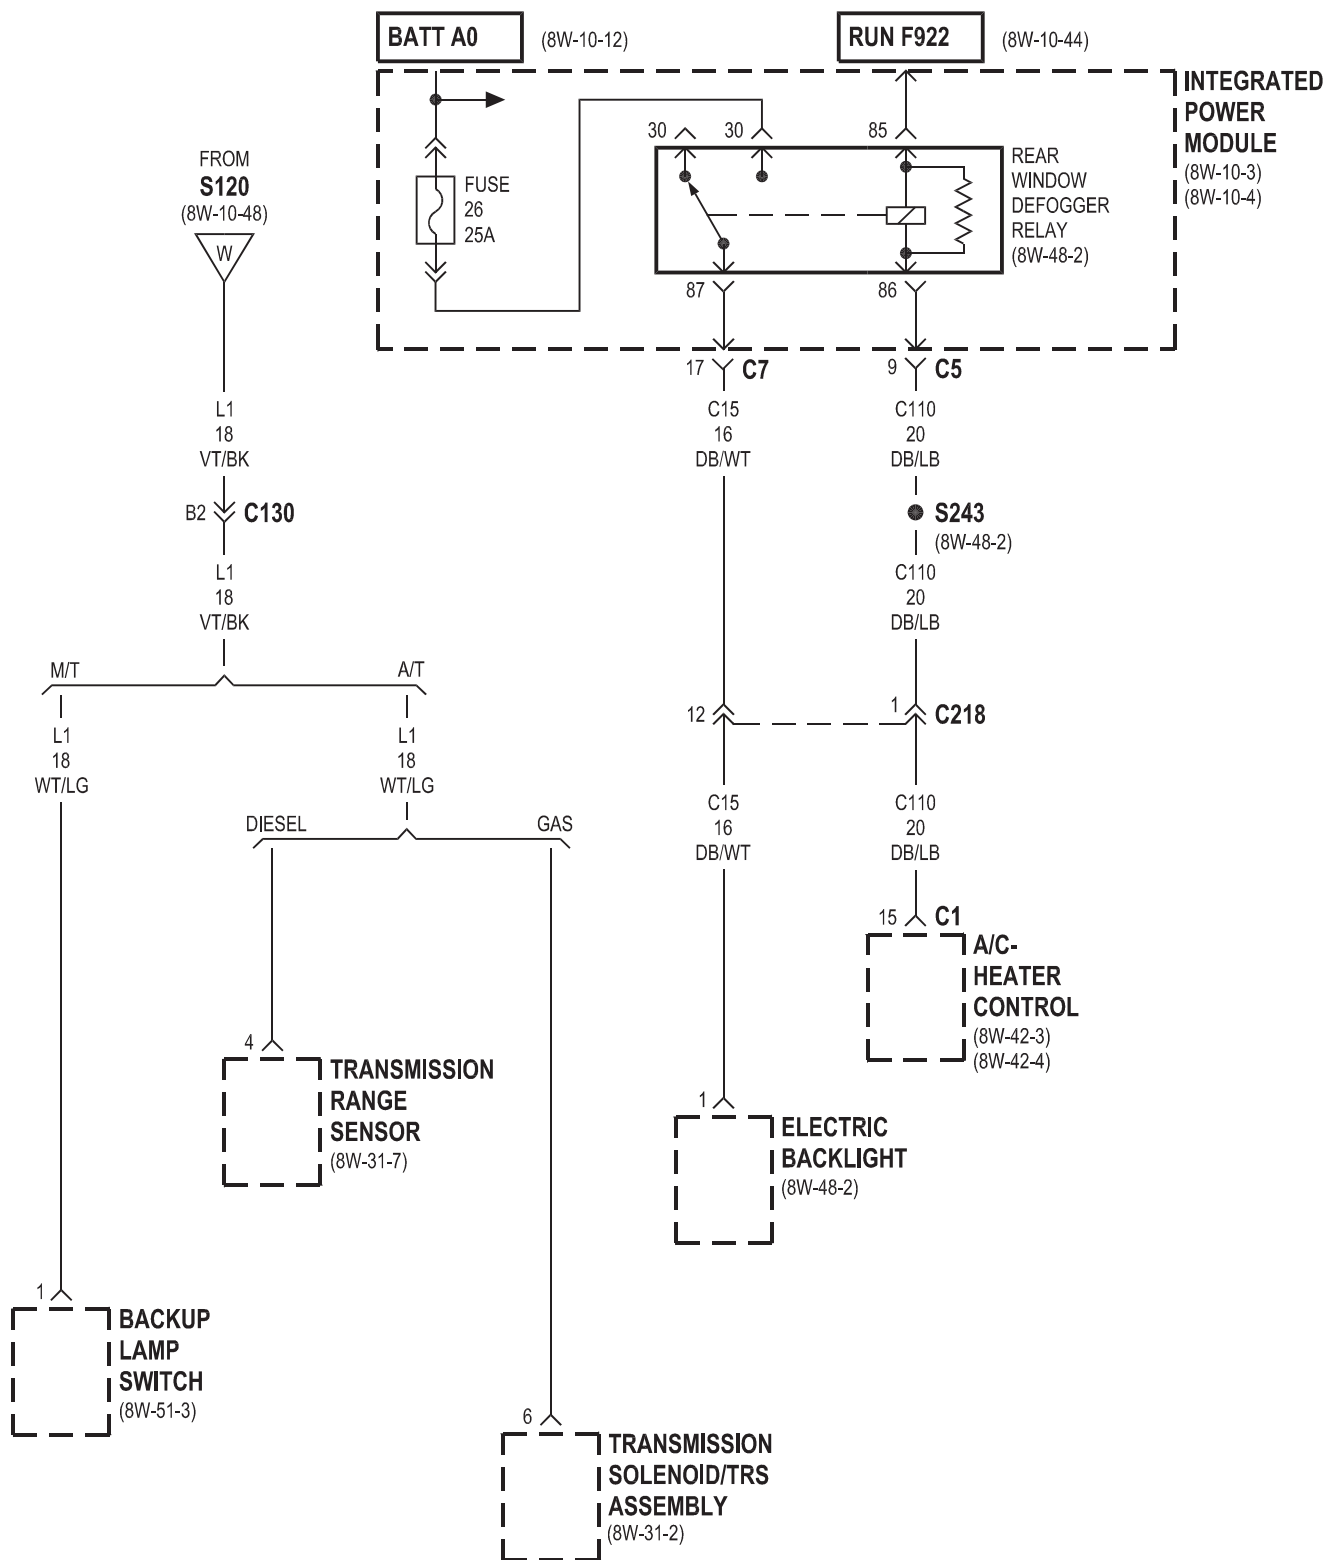 BATT A0
(8W-10-12)
RUN F922
(8W-10-44)
INTEGRATED
POWER
MODULE
(8W-10-3)
(8W-10-4)
FROM
S120
(8W-10-48)
W
FUSE
26
25A
30
30
85
REAR
WINDOW
DEFOGGER
RELAY
(8W-48-2)
87
86
17
C7
9
C5
L1
18
VT/BK
C15
16
DB/WT
C110
20
DB/LB
B2
C130
S243
(8W-48-2)
L1
18
VT/BK
C110
20
DB/LB
M/T
A/T
12
1
C218
L1
18
WT/LG
L1
18
WT/LG
C15
16
DB/WT
C110
20
DB/LB
DIESEL
GAS
15
C1
A/C-
HEATER
CONTROL
(8W-42-3)
(8W-42-4)
4
TRANSMISSION
RANGE
SENSOR
(8W-31-7)
1
ELECTRIC
BACKLIGHT
(8W-48-2)
1
BACKUP
LAMP
SWITCH
(8W-51-3)
6
TRANSMISSION
SOLENOID/TRS
ASSEMBLY
(8W-31-2)